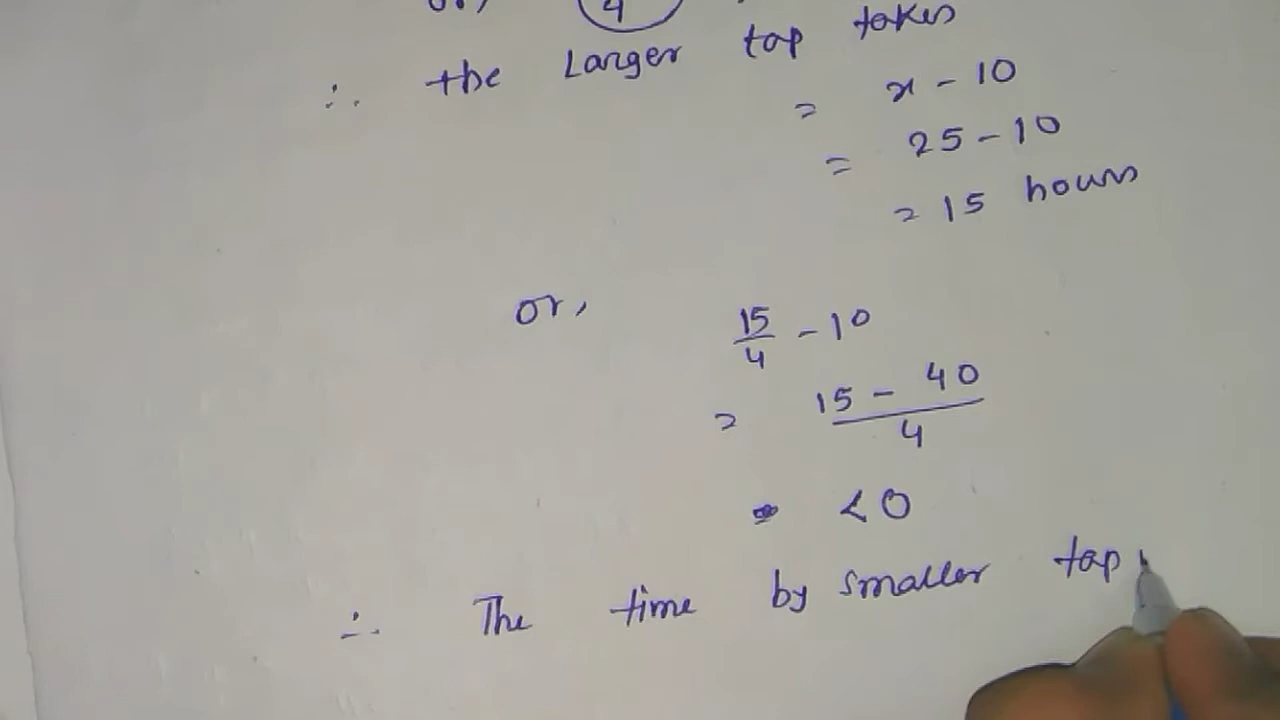 4
∴ the Larger tap takes
= x - 10
= 25 - 10
= 15 hours
or,
15/4 - 10
= 15 - 40 / 4
< 0
∴ The time by smaller tap